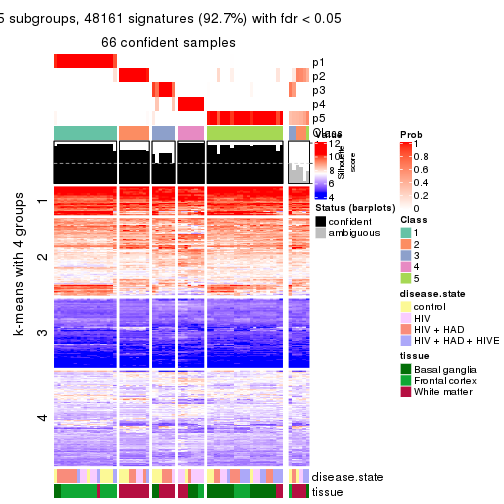 5 subgroups, 48161 signatures (92.7%) with fdr < 0.05
66 confident samples
p1
p2
p3
p4
p5
Class
Silhouette
score
k-means with 4 groups
1
2
3
4
disease.state
tissue
Value
12
10
8
6
4
Status (barplots)
confident
ambiguous
Prob
1
0.8
0.6
0.4
0.2
0
Class
1
2
3
4
5
disease.state
control
HIV
HIV + HAD
HIV + HAD + HIVE
tissue
Basal ganglia
Frontal cortex
White matter